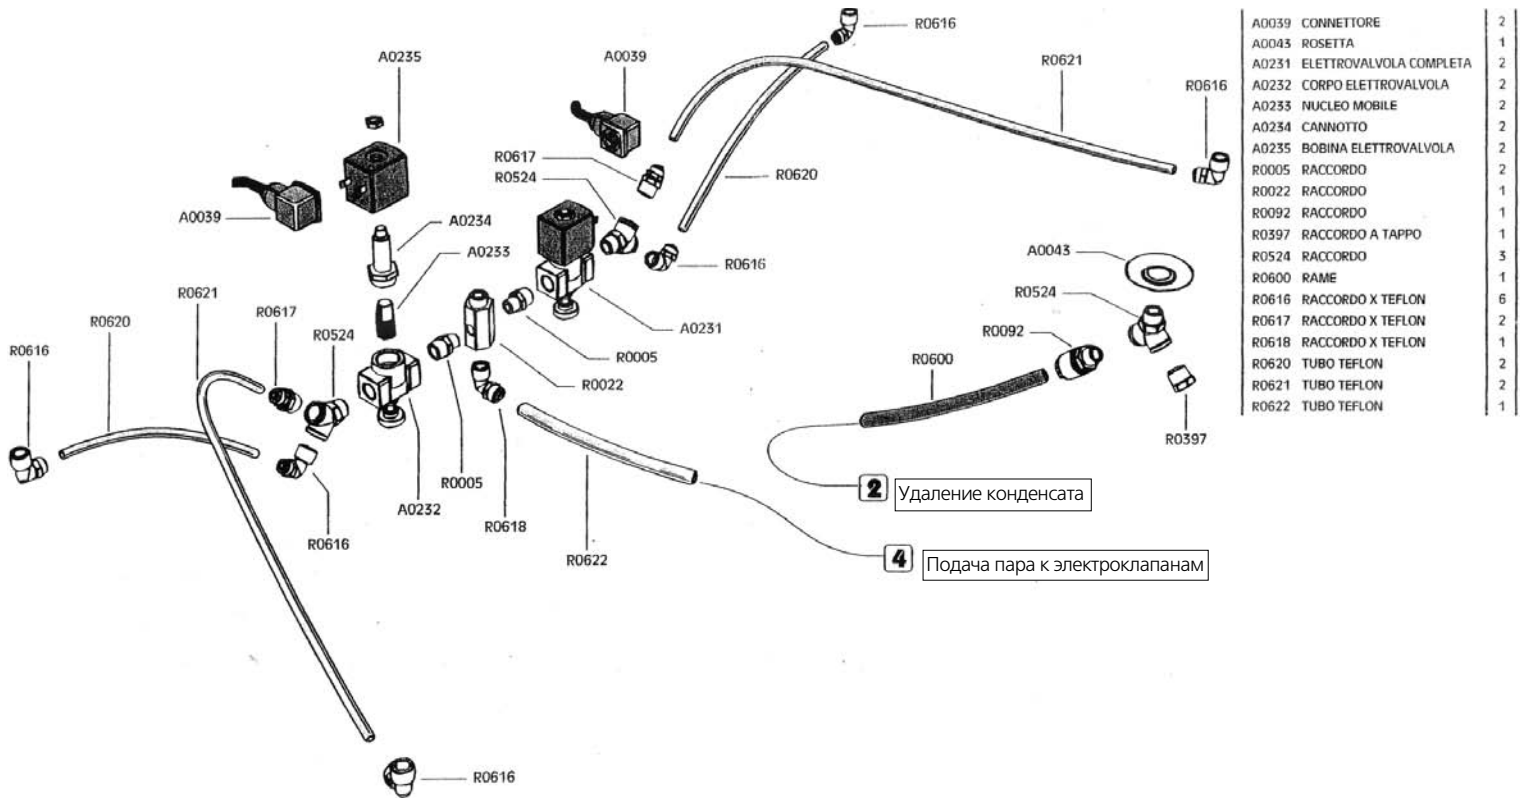 R0616
A0235
A0039
R0621
R0616
R0617
R0524
R0620
A0039
A0234
A0233
R0616
A0043
R0621
R0617
R0524
R0620
R0524
A0231
R0092
R0616
R0005
R0600
R0022
R0397
R0005
A0232
R0618
R0616
R0622
2 Удаление конденсата
4 Подача пара к электроклапанам
R0616
A0039 CONNETTORE 2
A0043 ROSETTA 1
A0231 ELETTROVALVOLA COMPLETA 2
A0232 CORPO ELETTROVALVOLA 2
A0233 NUCLEO MOBILE 2
A0234 CANNOTTO 2
A0235 BOBINA ELETTROVALVOLA 2
R0005 RACCORDO 2
R0022 RACCORDO 1
R0092 RACCORDO 1
R0397 RACCORDO A TAPPO 1
R0524 RACCORDO 3
R0600 RAME 1
R0616 RACCORDO X TEFLON 6
R0617 RACCORDO X TEFLON 2
R0618 RACCORDO X TEFLON 1
R0620 TUBO TEFLON 2
R0621 TUBO TEFLON 2
R0622 TUBO TEFLON 1